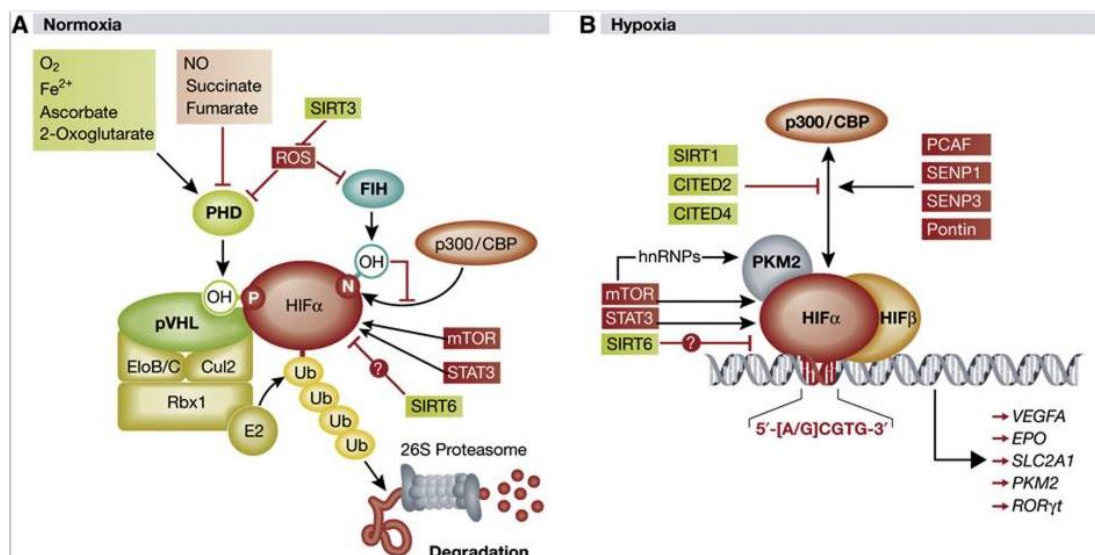 A Normoxia
O₂
Fe²⁺
Ascorbate
2-Oxoglutarate
NO
Succinate
Fumarate
SIRT3
ROS
PHD
FIH
OH
p300/CBP
OH
P
N
HIFα
pVHL
EloB/C
Cul2
Rbx1
E2
Ub
Ub
Ub
Ub
mTOR
STAT3
?
SIRT6
26S Proteasome
Degradation
B Hypoxia
p300/CBP
SIRT1
CITED2
CITED4
PCAF
SENP1
SENP3
Pontin
hnRNPs
PKM2
mTOR
STAT3
SIRT6
?
HIFα
HIFβ
5′-[A/G]CGTG-3′
VEGFA
EPO
SLC2A1
PKM2
RORγt